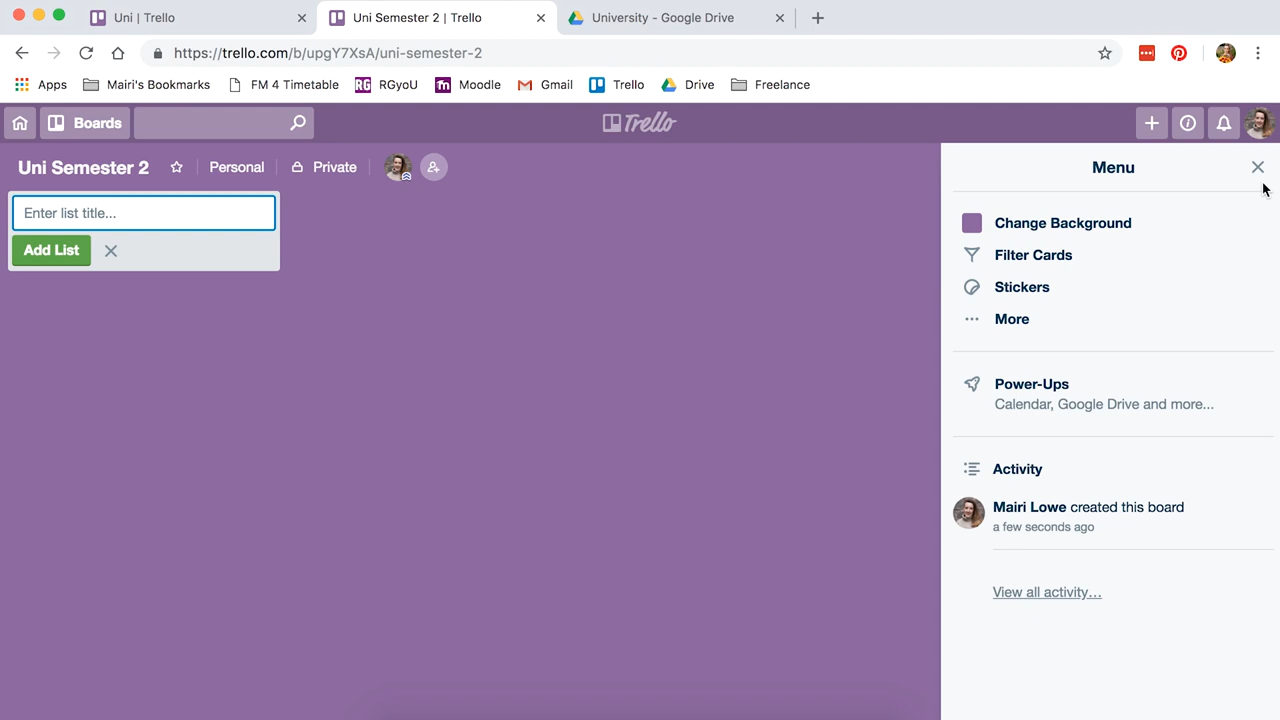 Uni | Trello
Uni Semester 2 | Trello
University - Google Drive
https://trello.com/b/upgY7XsA/uni-semester-2
Apps
Mairi's Bookmarks
FM 4 Timetable
RG RGyoU
m Moodle
Gmail
Trello
Drive
Freelance
Boards
Trello
Uni Semester 2
Personal
Private
Menu
Enter list title...
Add List
Change Background
Filter Cards
Stickers
More
Power-Ups
Calendar, Google Drive and more...
Activity
Mairi Lowe created this board
a few seconds ago
View all activity...